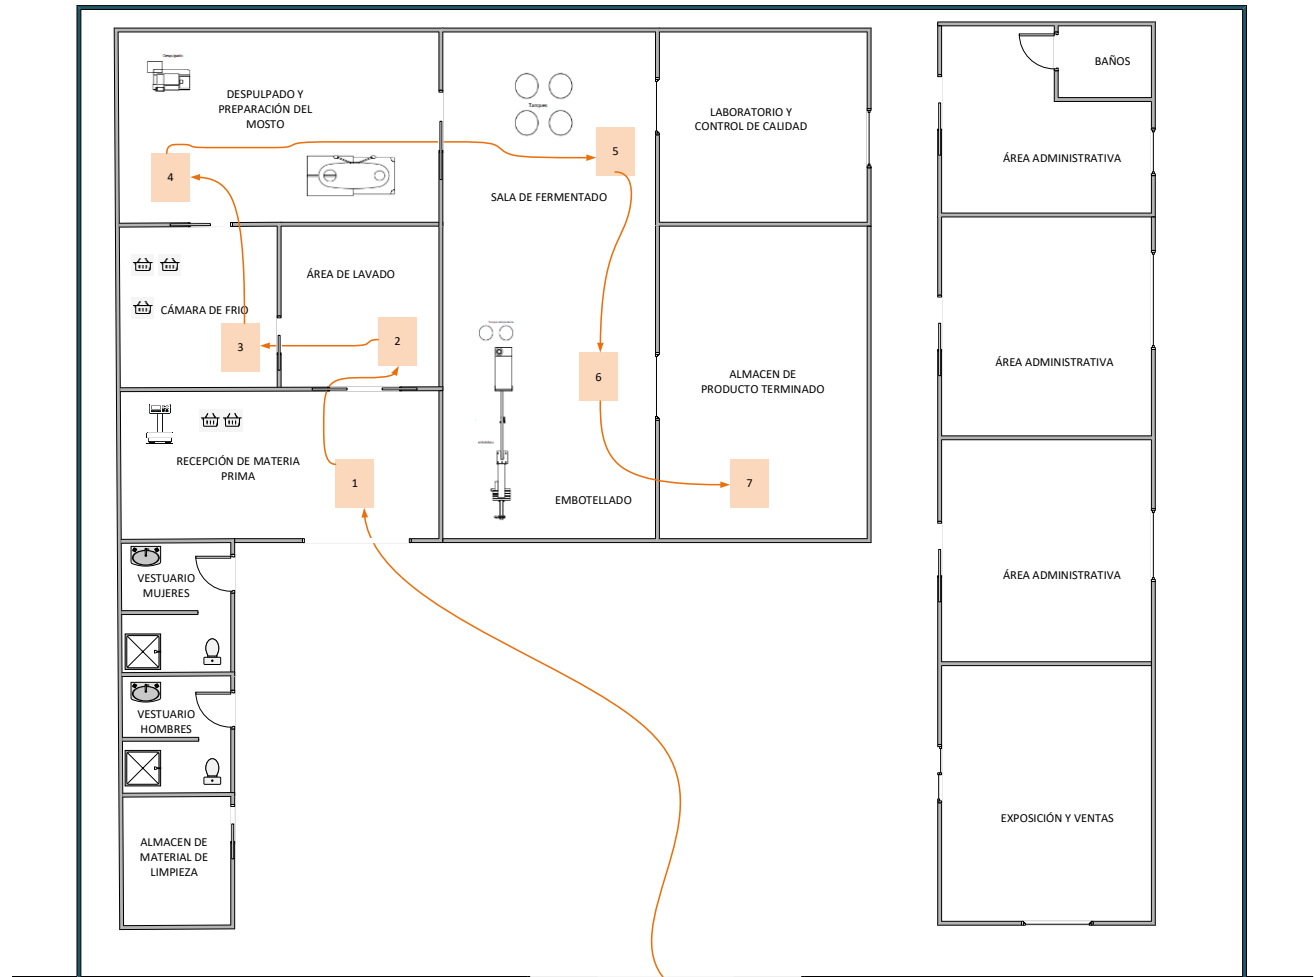 Despulpado
DESPULPADO Y
PREPARACIÓN DEL
MOSTO
4
Tanques
5
SALA DE FERMENTADO
LABORATORIO Y
CONTROL DE CALIDAD
BAÑOS
ÁREA ADMINISTRATIVA
CÁMARA DE FRIO
3
ÁREA DE LAVADO
2
6
ALMACEN DE
PRODUCTO TERMINADO
ÁREA ADMINISTRATIVA
RECEPCIÓN DE MATERIA
PRIMA
1
EMBOTELLADO
7
VESTUARIO
MUJERES
ÁREA ADMINISTRATIVA
VESTUARIO
HOMBRES
ALMACEN DE
MATERIAL DE
LIMPIEZA
EXPOSICIÓN Y VENTAS